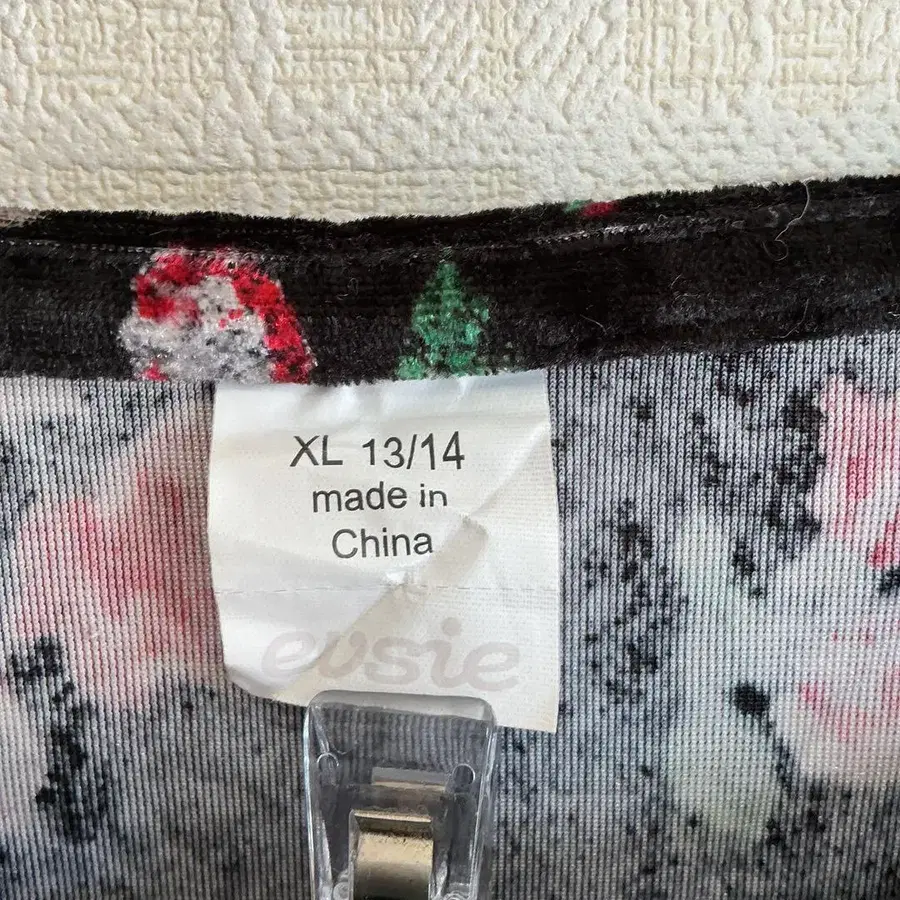 XL 13/14
made in
China
evsie